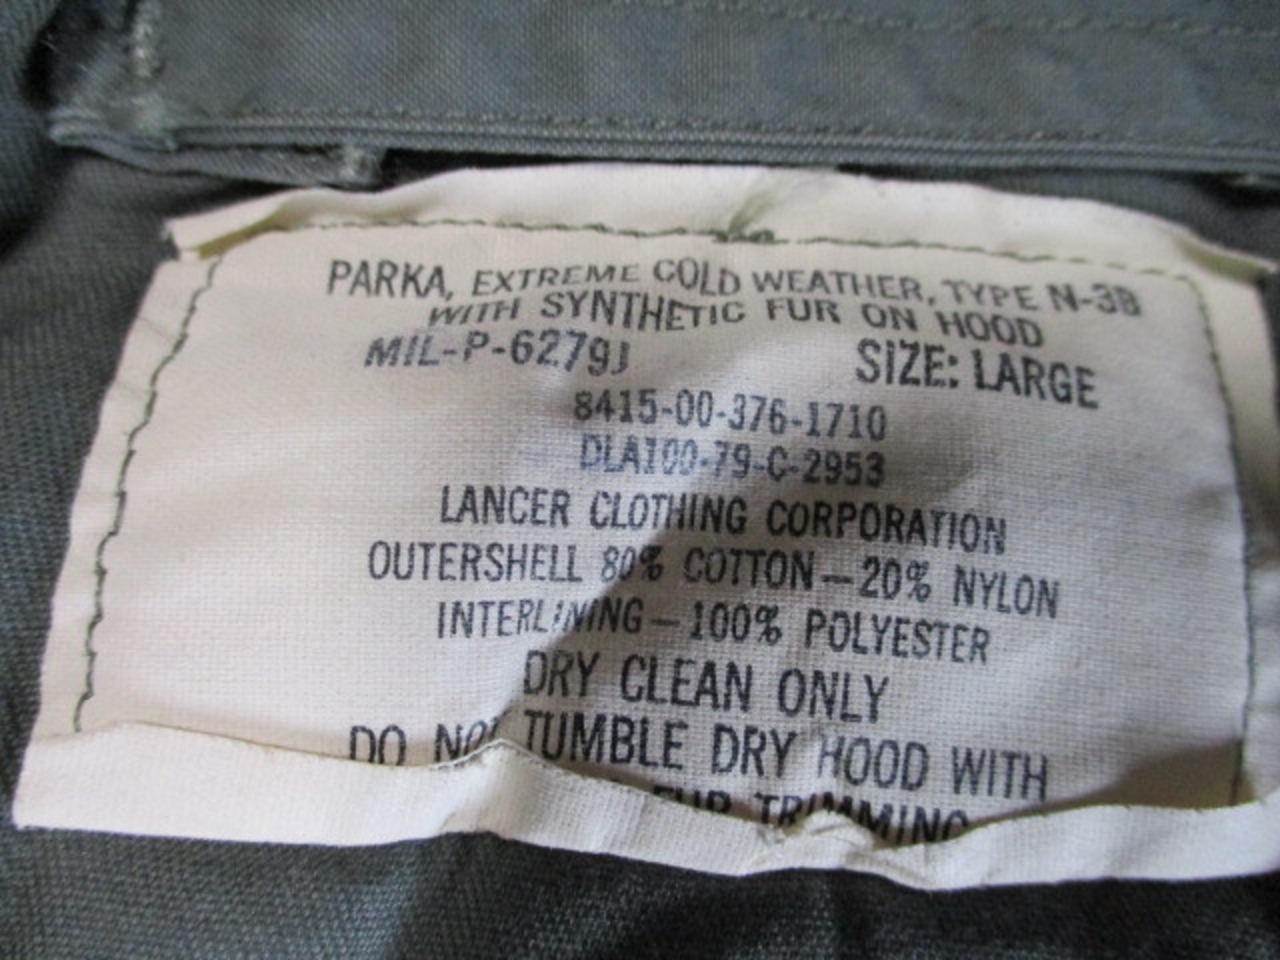 PARKA, EXTREME COLD WEATHER, TYPE N-3B
WITH SYNTHETIC FUR ON HOOD
MIL-P-6279J SIZE: LARGE
8415-00-376-1710
DLA100-79-C-2953
LANCER CLOTHING CORPORATION
OUTERSHELL 80% COTTON—20% NYLON
INTERLINING—100% POLYESTER
DRY CLEAN ONLY
DO NOT TUMBLE DRY HOOD WITH
FUR TRIMMING